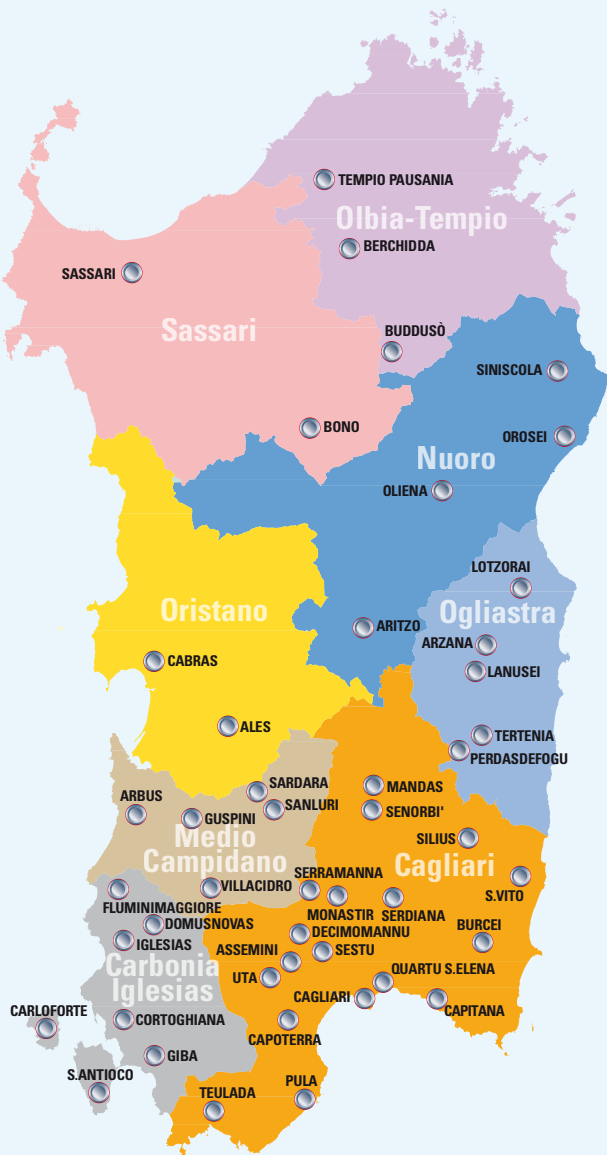 TEMPIO PAUSANIA
Olbia-Tempio
BERCHIDDA
SASSARI
Sassari
BUDDUSÒ
SINISCOLA
BONO
OROSEI
Nuoro
OLIENA
LOTZORAI
Oristano
Ogliastra
ARITZO
ARZANA
CABRAS
LANUSEI
ALES
TERTENIA
PERDASDEFOGU
SARDARA
MANDAS
ARBUS
SANLURI
SENORBI'
GUSPINI
Medio
Campidano
SILIUS
Cagliari
SERRAMANNA
VILLACIDRO
S.VITO
FLUMINIMAGGIORE
MONASTIR
SERDIANA
DOMUSNOVAS
DECIMOMANNU
BURCEI
IGLESIAS
ASSEMINI
SESTU
Carbonia
Iglesias
UTA
QUARTU S.ELENA
CAGLIARI
CAPITANA
CARLOFORTE
CORTOGHIANA
CAPOTERRA
GIBA
S.ANTIOCO
PULA
TEULADA